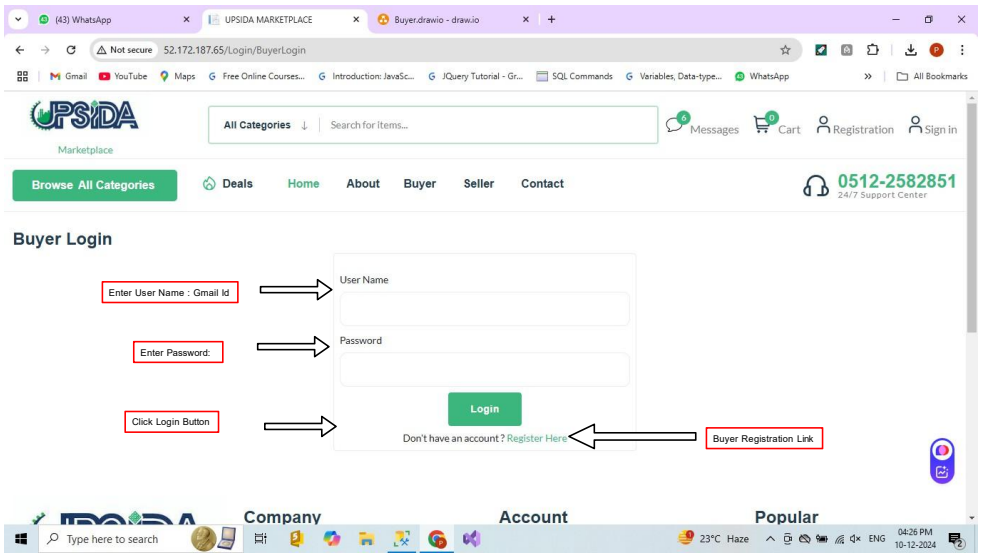 (43) WhatsApp
UPSIDA MARKETPLACE
Buyer.drawio - draw.io
Not secure 52.172.187.65/Login/BuyerLogin
P
Gmail YouTube Maps Free Online Courses... Introduction: JavaSc... JQuery Tutorial - Gr... SQL Commands Variables, Data-type... WhatsApp » All Bookmarks
UPSIDA
Marketplace
All Categories ↓ Search for items...
6 Messages 0 Cart Registration Sign in
Browse All Categories
Deals Home About Buyer Seller Contact
0512-2582851
24/7 Support Center
Buyer Login
User Name
Enter User Name : Gmail Id
Password
Enter Password:
Login
Click Login Button
Don't have an account ? Register Here
Buyer Registration Link
UPSIDA
Company Account Popular
Type here to search
23°C Haze
ENG
04:26 PM
10-12-2024
2